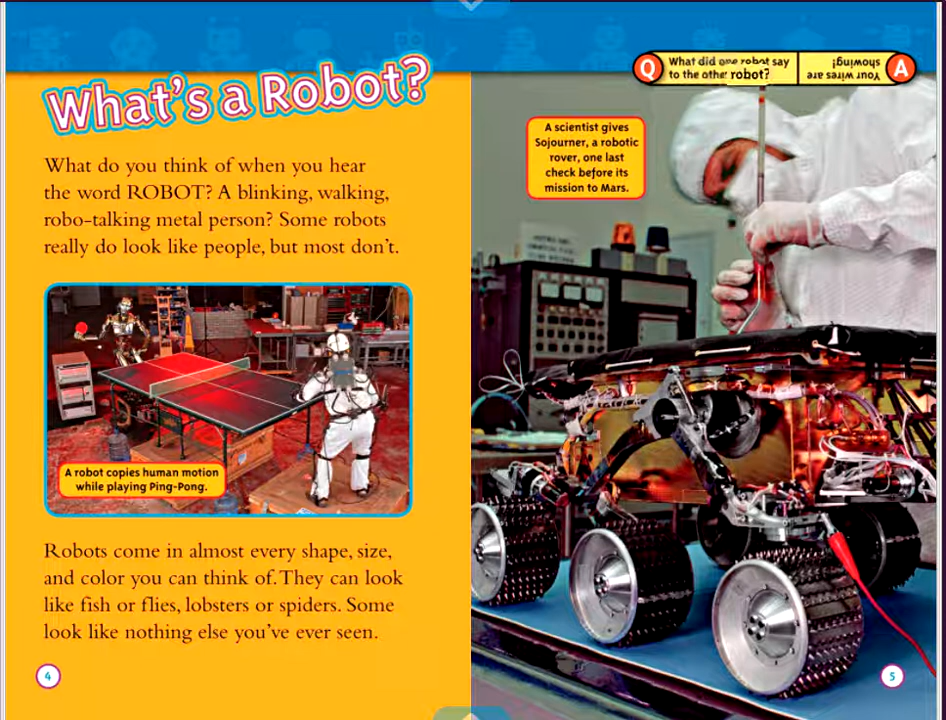 What's a Robot?
What do you think of when you hear
the word ROBOT? A blinking, walking,
robo-talking metal person? Some robots
really do look like people, but most don't.
A robot copies human motion
while playing Ping-Pong.
Robots come in almost every shape, size,
and color you can think of. They can look
like fish or flies, lobsters or spiders. Some
look like nothing else you've ever seen.
4
Q
What did one robot say
to the other robot?
Your wires are
showing!
A
A scientist gives
Sojourner, a robotic
rover, one last
check before its
mission to Mars.
5